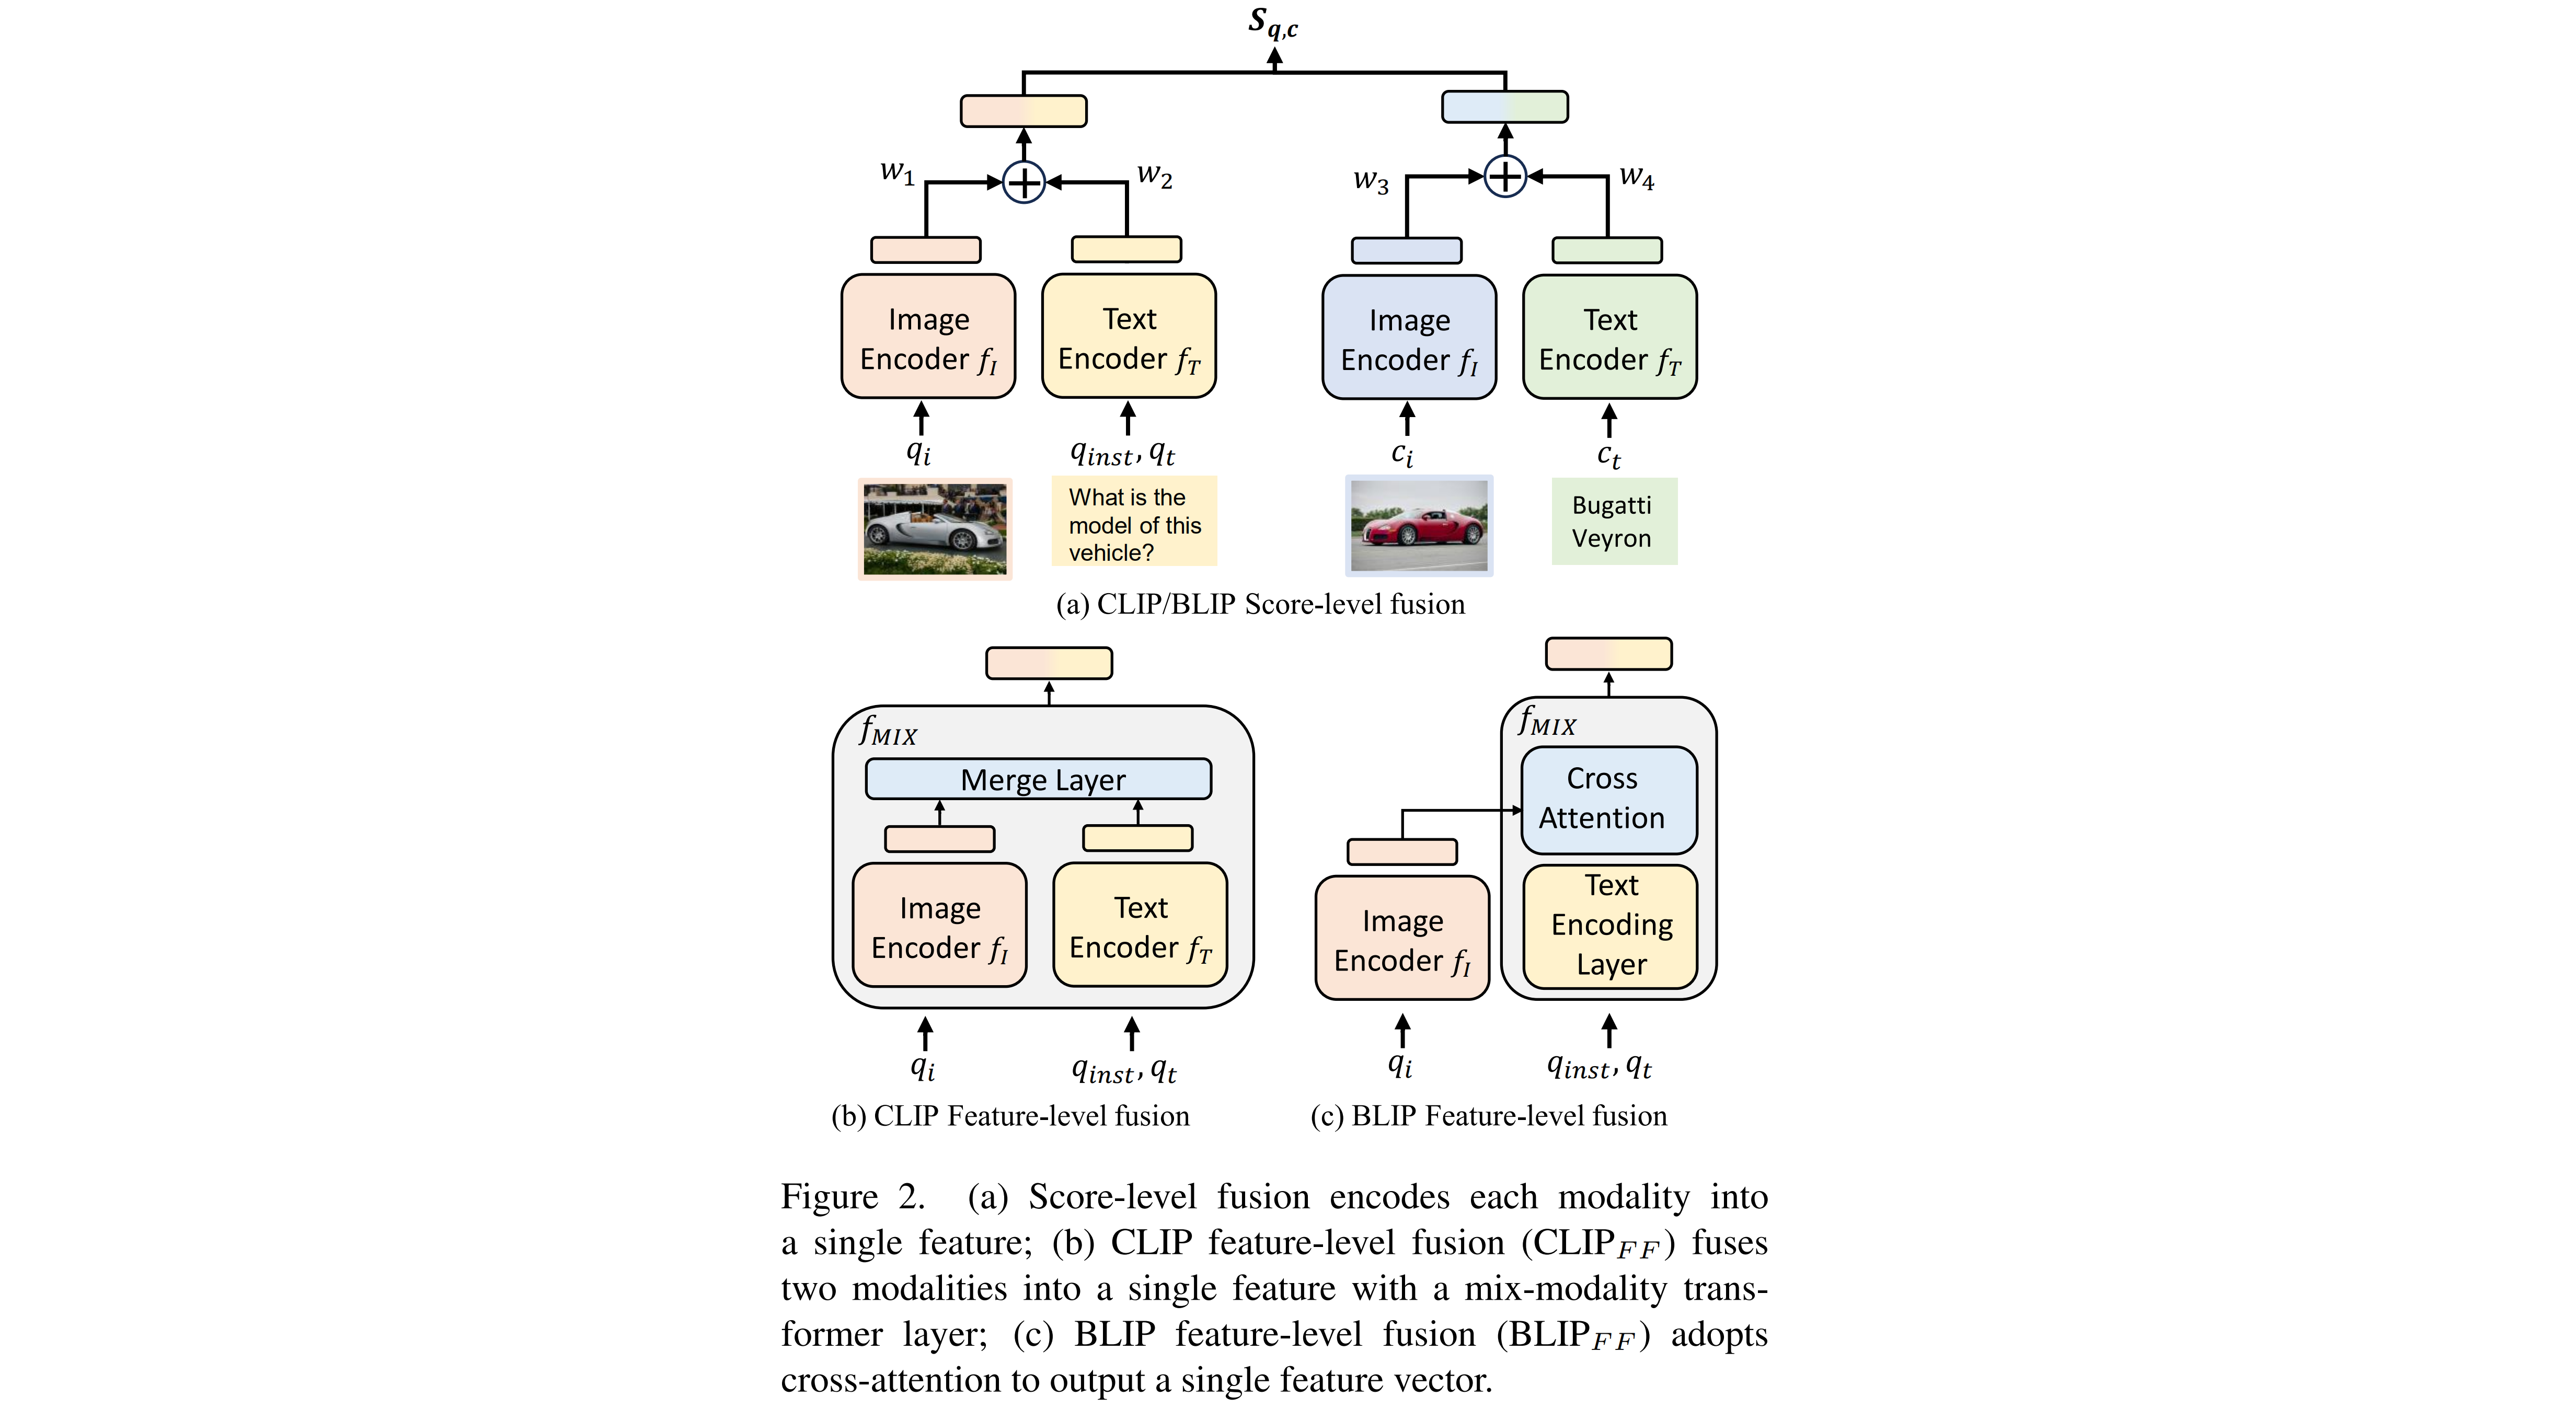 S_{q,c}
w_1
w_2
w_3
w_4
Image
Encoder f_I
Text
Encoder f_T
Image
Encoder f_I
Text
Encoder f_T
q_i
q_{inst}, q_t
c_i
c_t
What is the
model of this
vehicle?
Bugatti
Veyron
(a) CLIP/BLIP Score-level fusion
f_{MIX}
Merge Layer
Image
Encoder f_I
Text
Encoder f_T
q_i
q_{inst}, q_t
(b) CLIP Feature-level fusion
f_{MIX}
Cross
Attention
Image
Encoder f_I
Text
Encoding
Layer
q_i
q_{inst}, q_t
(c) BLIP Feature-level fusion
Figure 2. (a) Score-level fusion encodes each modality into
a single feature; (b) CLIP feature-level fusion (CLIP_{FF}) fuses
two modalities into a single feature with a mix-modality trans-
former layer; (c) BLIP feature-level fusion (BLIP_{FF}) adopts
cross-attention to output a single feature vector.